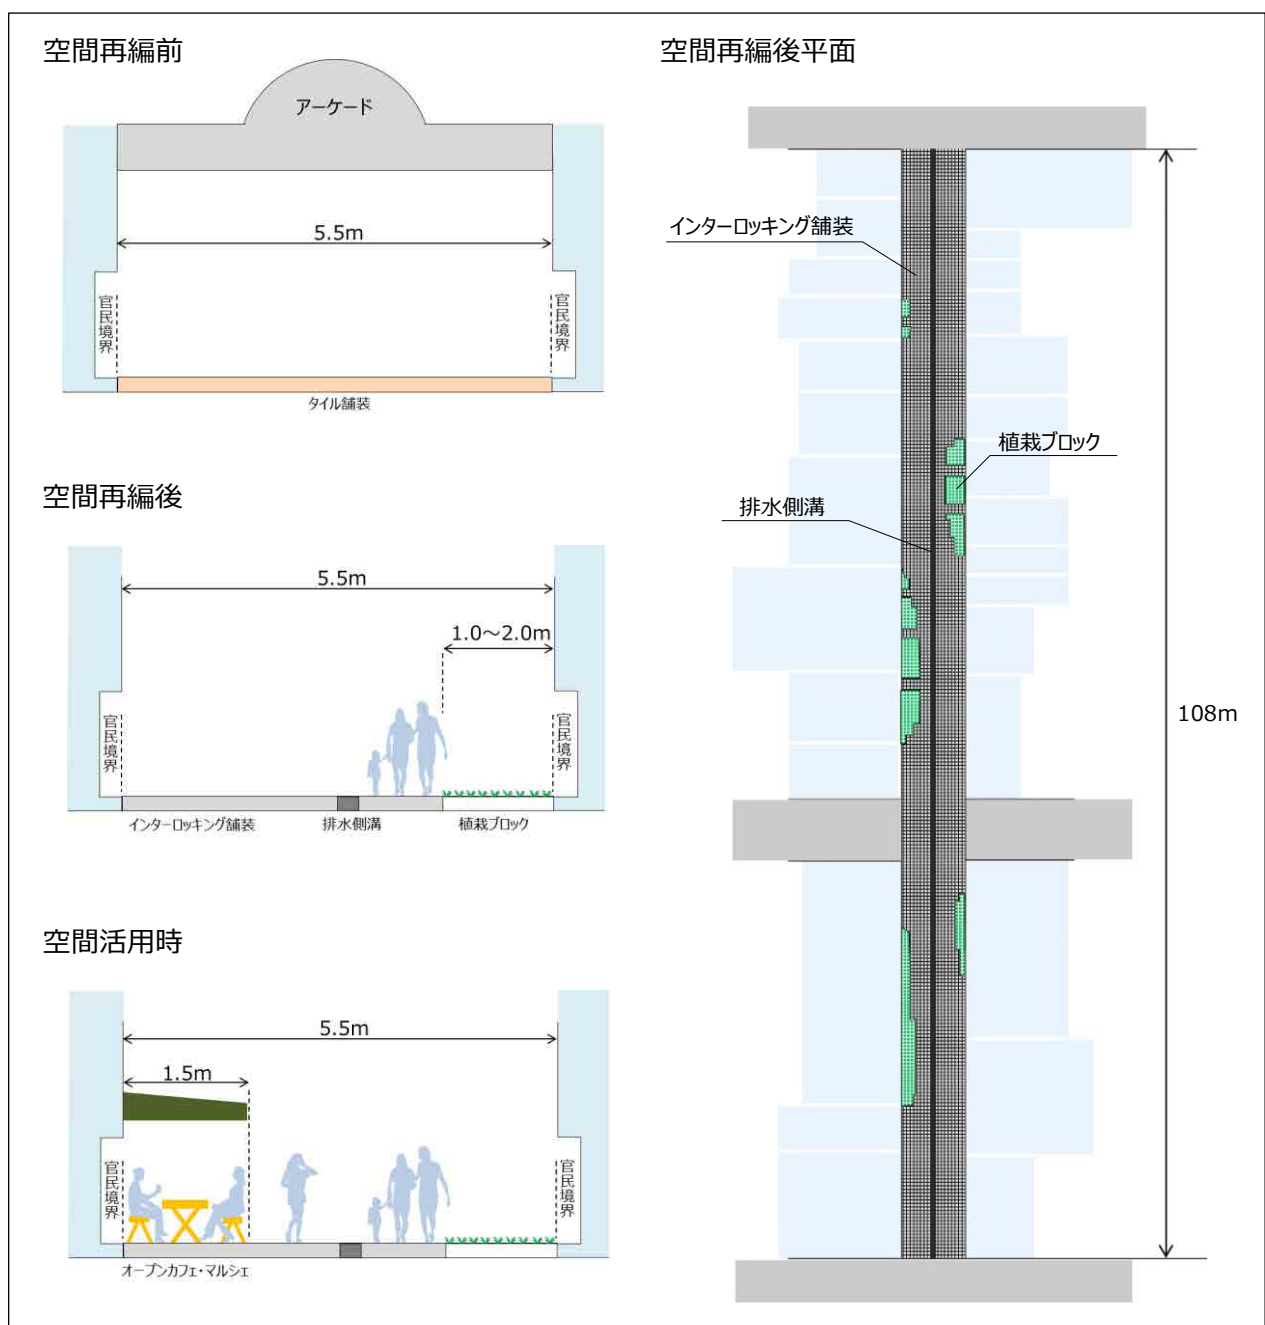 空間再編前
アーケード
5.5m
官民境界
官民境界
タイル舗装
空間再編後
5.5m
1.0～2.0m
官民境界
官民境界
インターロッキング舗装
排水側溝
植栽ブロック
空間活用時
5.5m
1.5m
官民境界
官民境界
オープンカフェ・マルシェ
空間再編後平面
インターロッキング舗装
植栽ブロック
排水側溝
108m